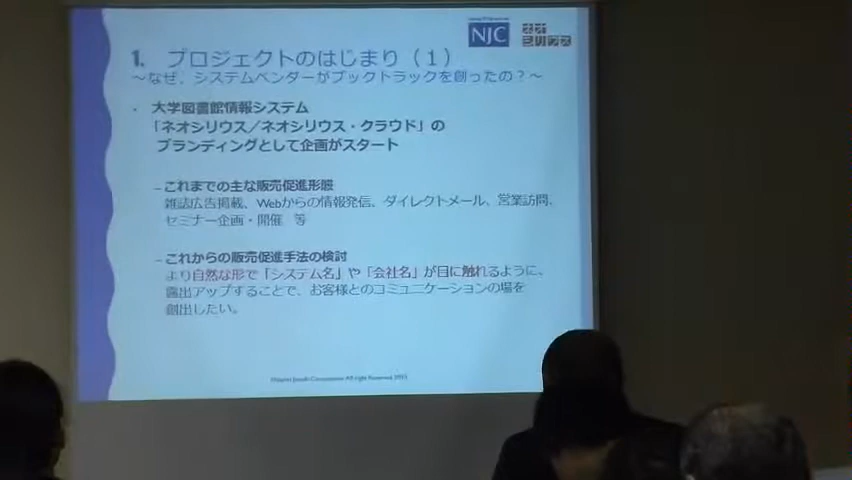 NJC
ネオ
シリウス
1. プロジェクトのはじまり（１）
～なぜ、システムベンダーがブックトラックを創ったの？～
・ 大学図書館情報システム
「ネオシリウス／ネオシリウス・クラウド」の
ブランディングとして企画がスタート
–これまでの主な販売促進形態
雑誌広告掲載、Webからの情報発信、ダイレクトメール、営業訪問、
セミナー企画・開催 等
–これからの販売促進手法の検討
より自然な形で「システム名」や「会社名」が目に触れるように、
露出アップすることで、お客様とのコミュニケーションの場を
創出したい。
All right Reserved